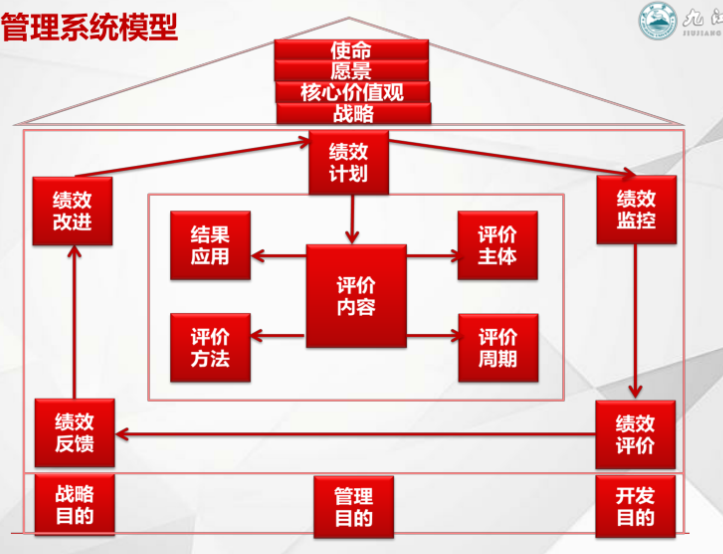 管理系统模型
九江
JIUJIANG
使命
愿景
核心价值观
战略
绩效
计划
绩效
改进
绩效
监控
结果
应用
评价
主体
评价
内容
评价
方法
评价
周期
绩效
反馈
绩效
评价
战略
目的
管理
目的
开发
目的